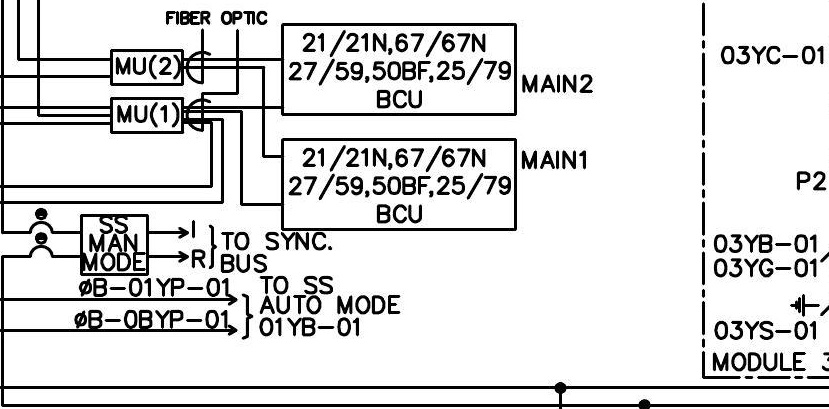 FIBER OPTIC
MU(2)
21/21N,67/67N
27/59,50BF,25/79
BCU
MAIN2
MU(1)
21/21N,67/67N
27/59,50BF,25/79
BCU
MAIN1
SS
MAN
MODE
I
R
TO SYNC.
BUS
ØB-01YP-01
ØB-0BYP-01
TO SS
AUTO MODE
01YB-01
03YC-01
P2
03YB-01
03YG-01
03YS-01
MODULE 3